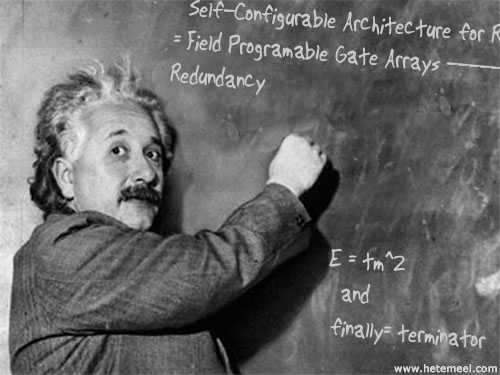 Self-Configurable Architecture for R
= Field Programable Gate Arrays
Redundancy
E = tm^2
and
finally= terminator
www.hetemeel.com